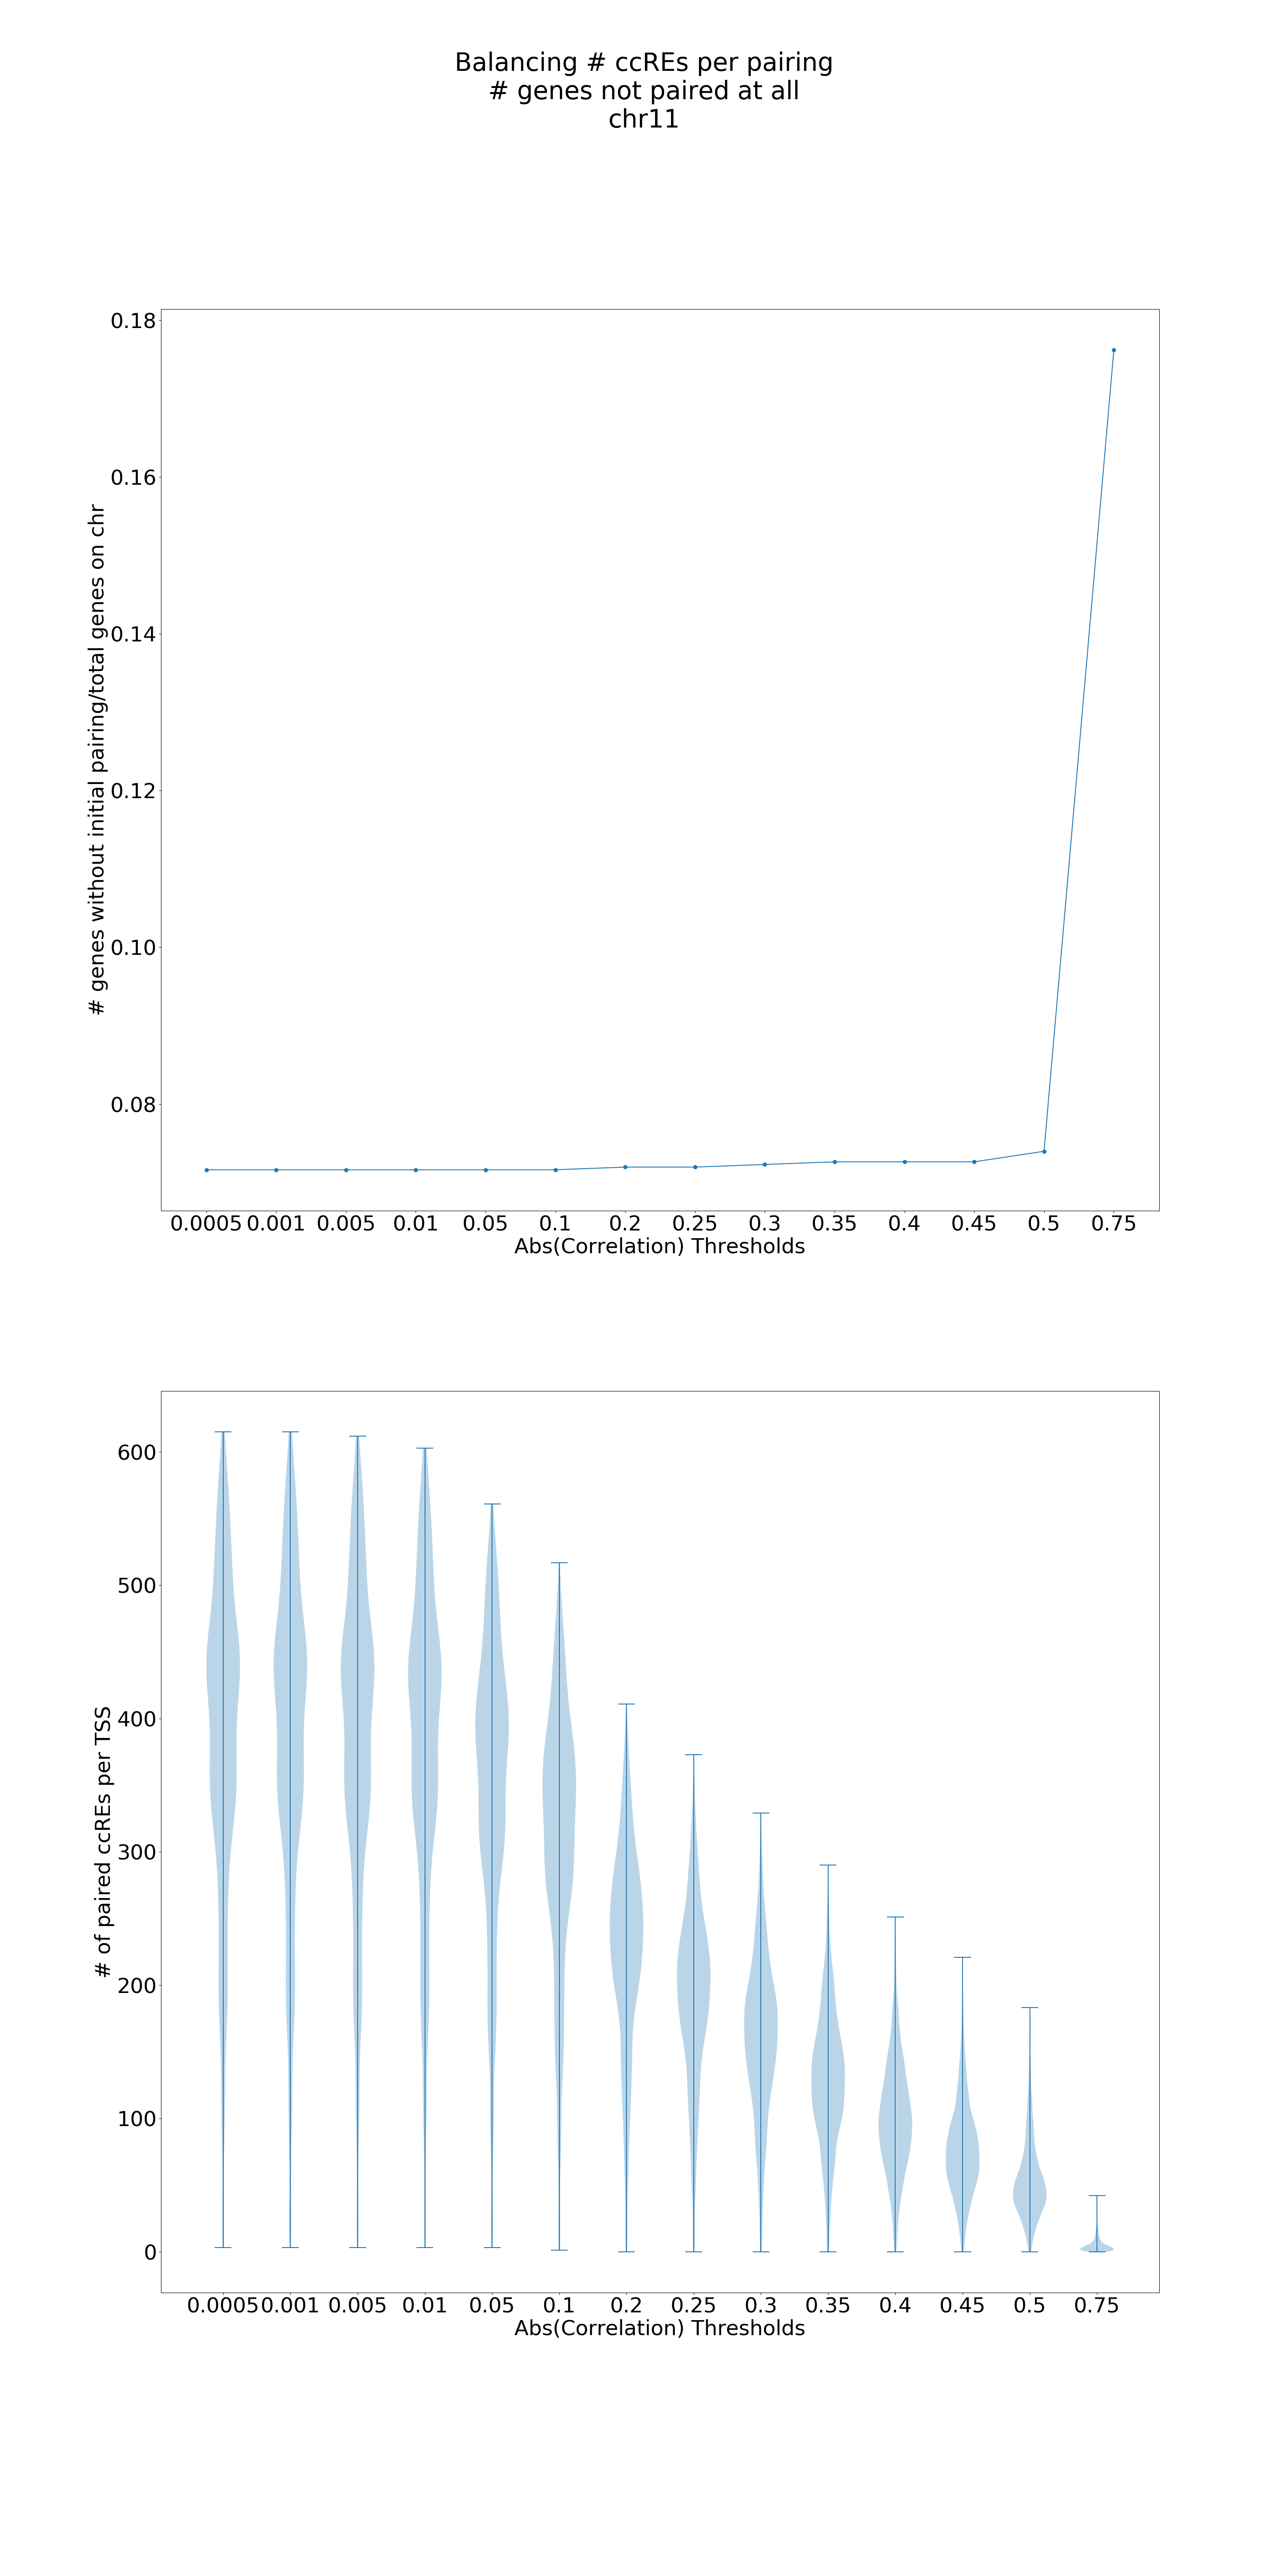 Balancing # ccREs per pairing
# genes not paired at all
chr11
0.18
0.16
0.14
0.12
0.10
0.08
# genes without initial pairing/total genes on chr
0.0005 0.001 0.005 0.01 0.05 0.1 0.2 0.25 0.3 0.35 0.4 0.45 0.5 0.75
Abs(Correlation) Thresholds
600
500
400
300
200
100
0
# of paired ccREs per TSS
0.0005 0.001 0.005 0.01 0.05 0.1 0.2 0.25 0.3 0.35 0.4 0.45 0.5 0.75
Abs(Correlation) Thresholds